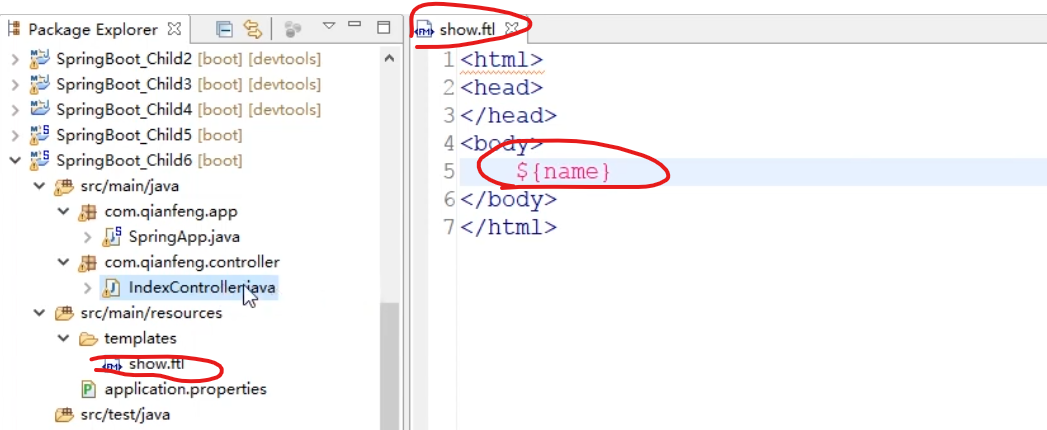 Package Explorer
SpringBoot_Child2 [boot] [devtools]
SpringBoot_Child3 [boot] [devtools]
SpringBoot_Child4 [boot] [devtools]
SpringBoot_Child5 [boot]
SpringBoot_Child6 [boot]
src/main/java
com.qianfeng.app
SpringApp.java
com.qianfeng.controller
IndexController.java
src/main/resources
templates
show.ftl
application.properties
src/test/java
show.ftl
1 <html>
2 <head>
3 </head>
4 <body>
5 ${name}
6 </body>
7 </html>